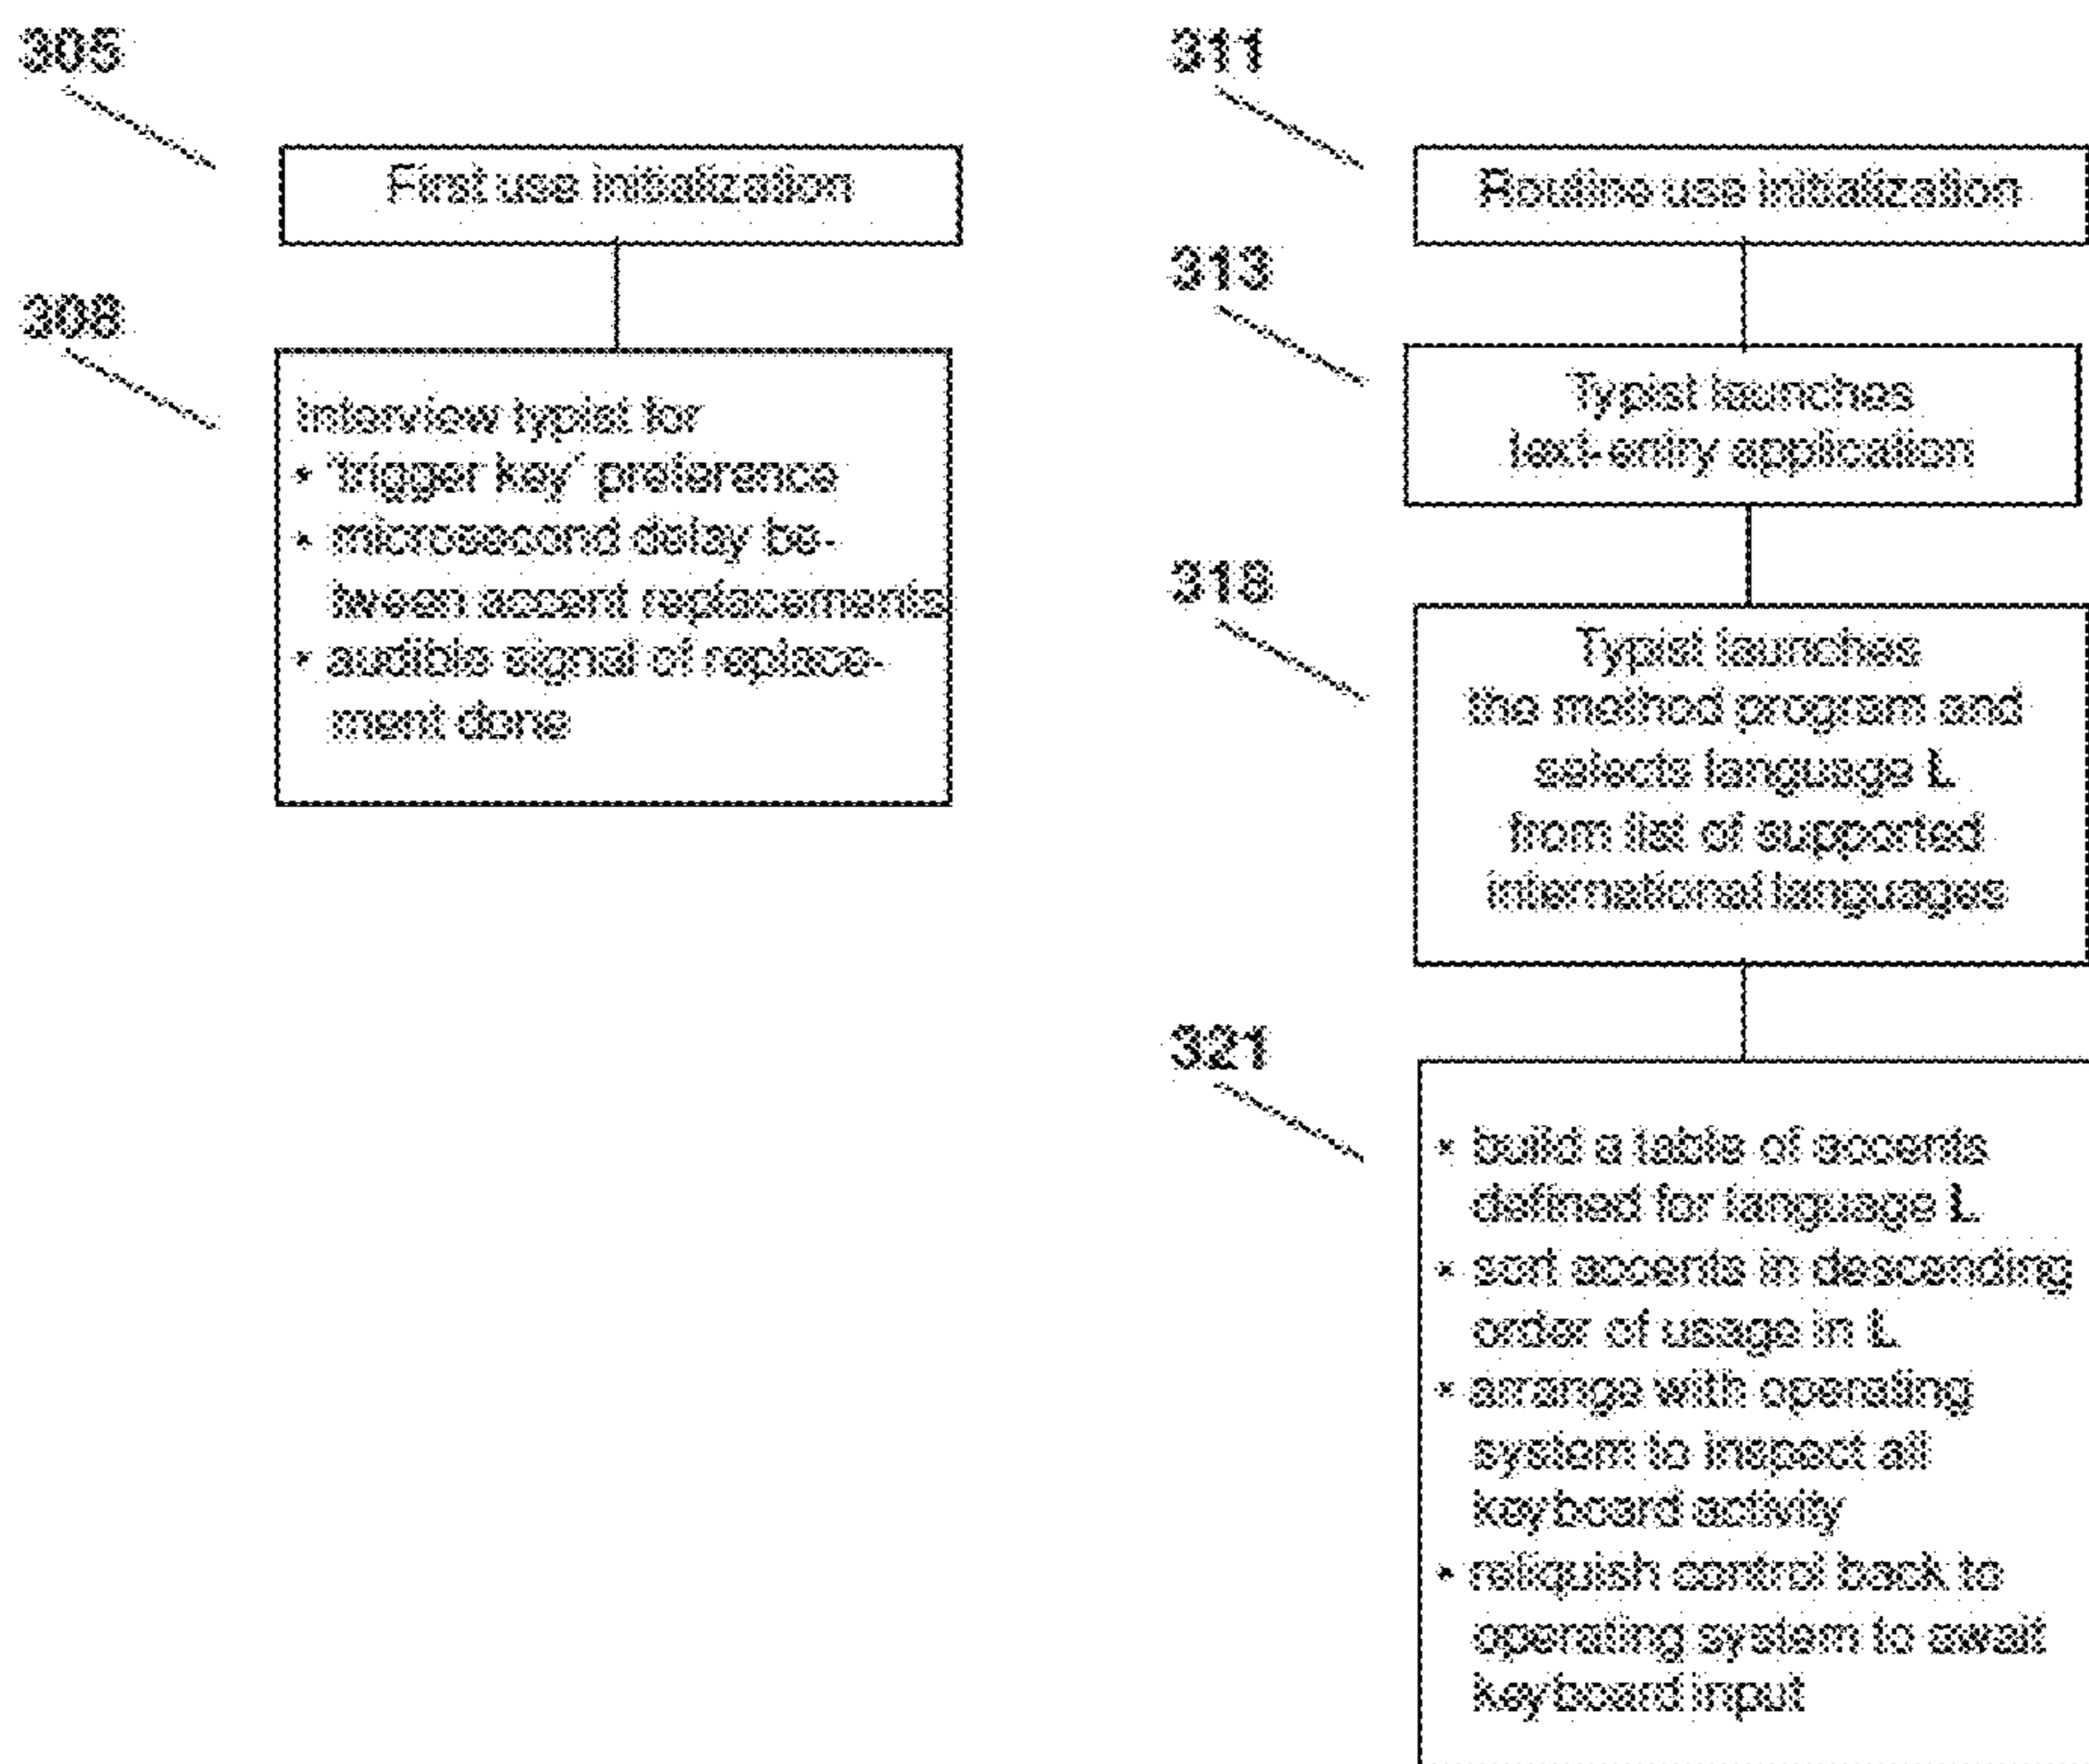 305
First use initialization
308
Interview typist for
• "trigger key" preference
• microsecond delay be-
tween accent replacements
• audible signal of replace-
ment done
311
Routine use initialization
313
Typist launches
text-entry application
318
Typist launches
the method program and
selects language L
from list of supported
international languages
321
• build a table of accents
defined for language L
• sort accents in descending
order of usage in L
• arrange with operating
system to inspect all
keyboard activity
• reliquish control back to
operating system to await
keyboard input